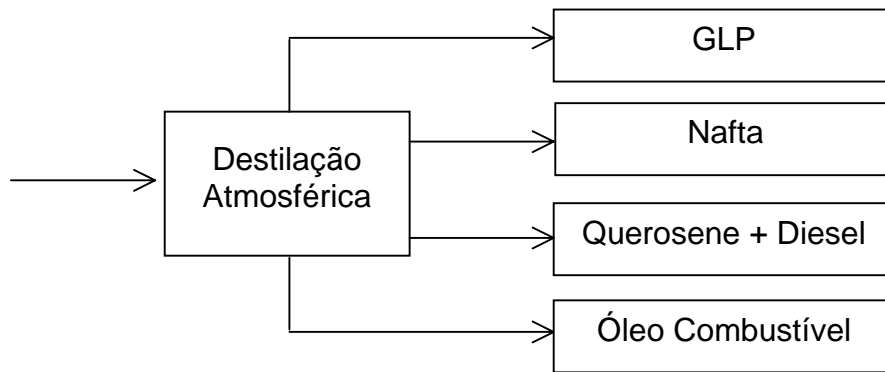 GLP
Nafta
Destilação
Atmosférica
Querosene + Diesel
Óleo Combustível